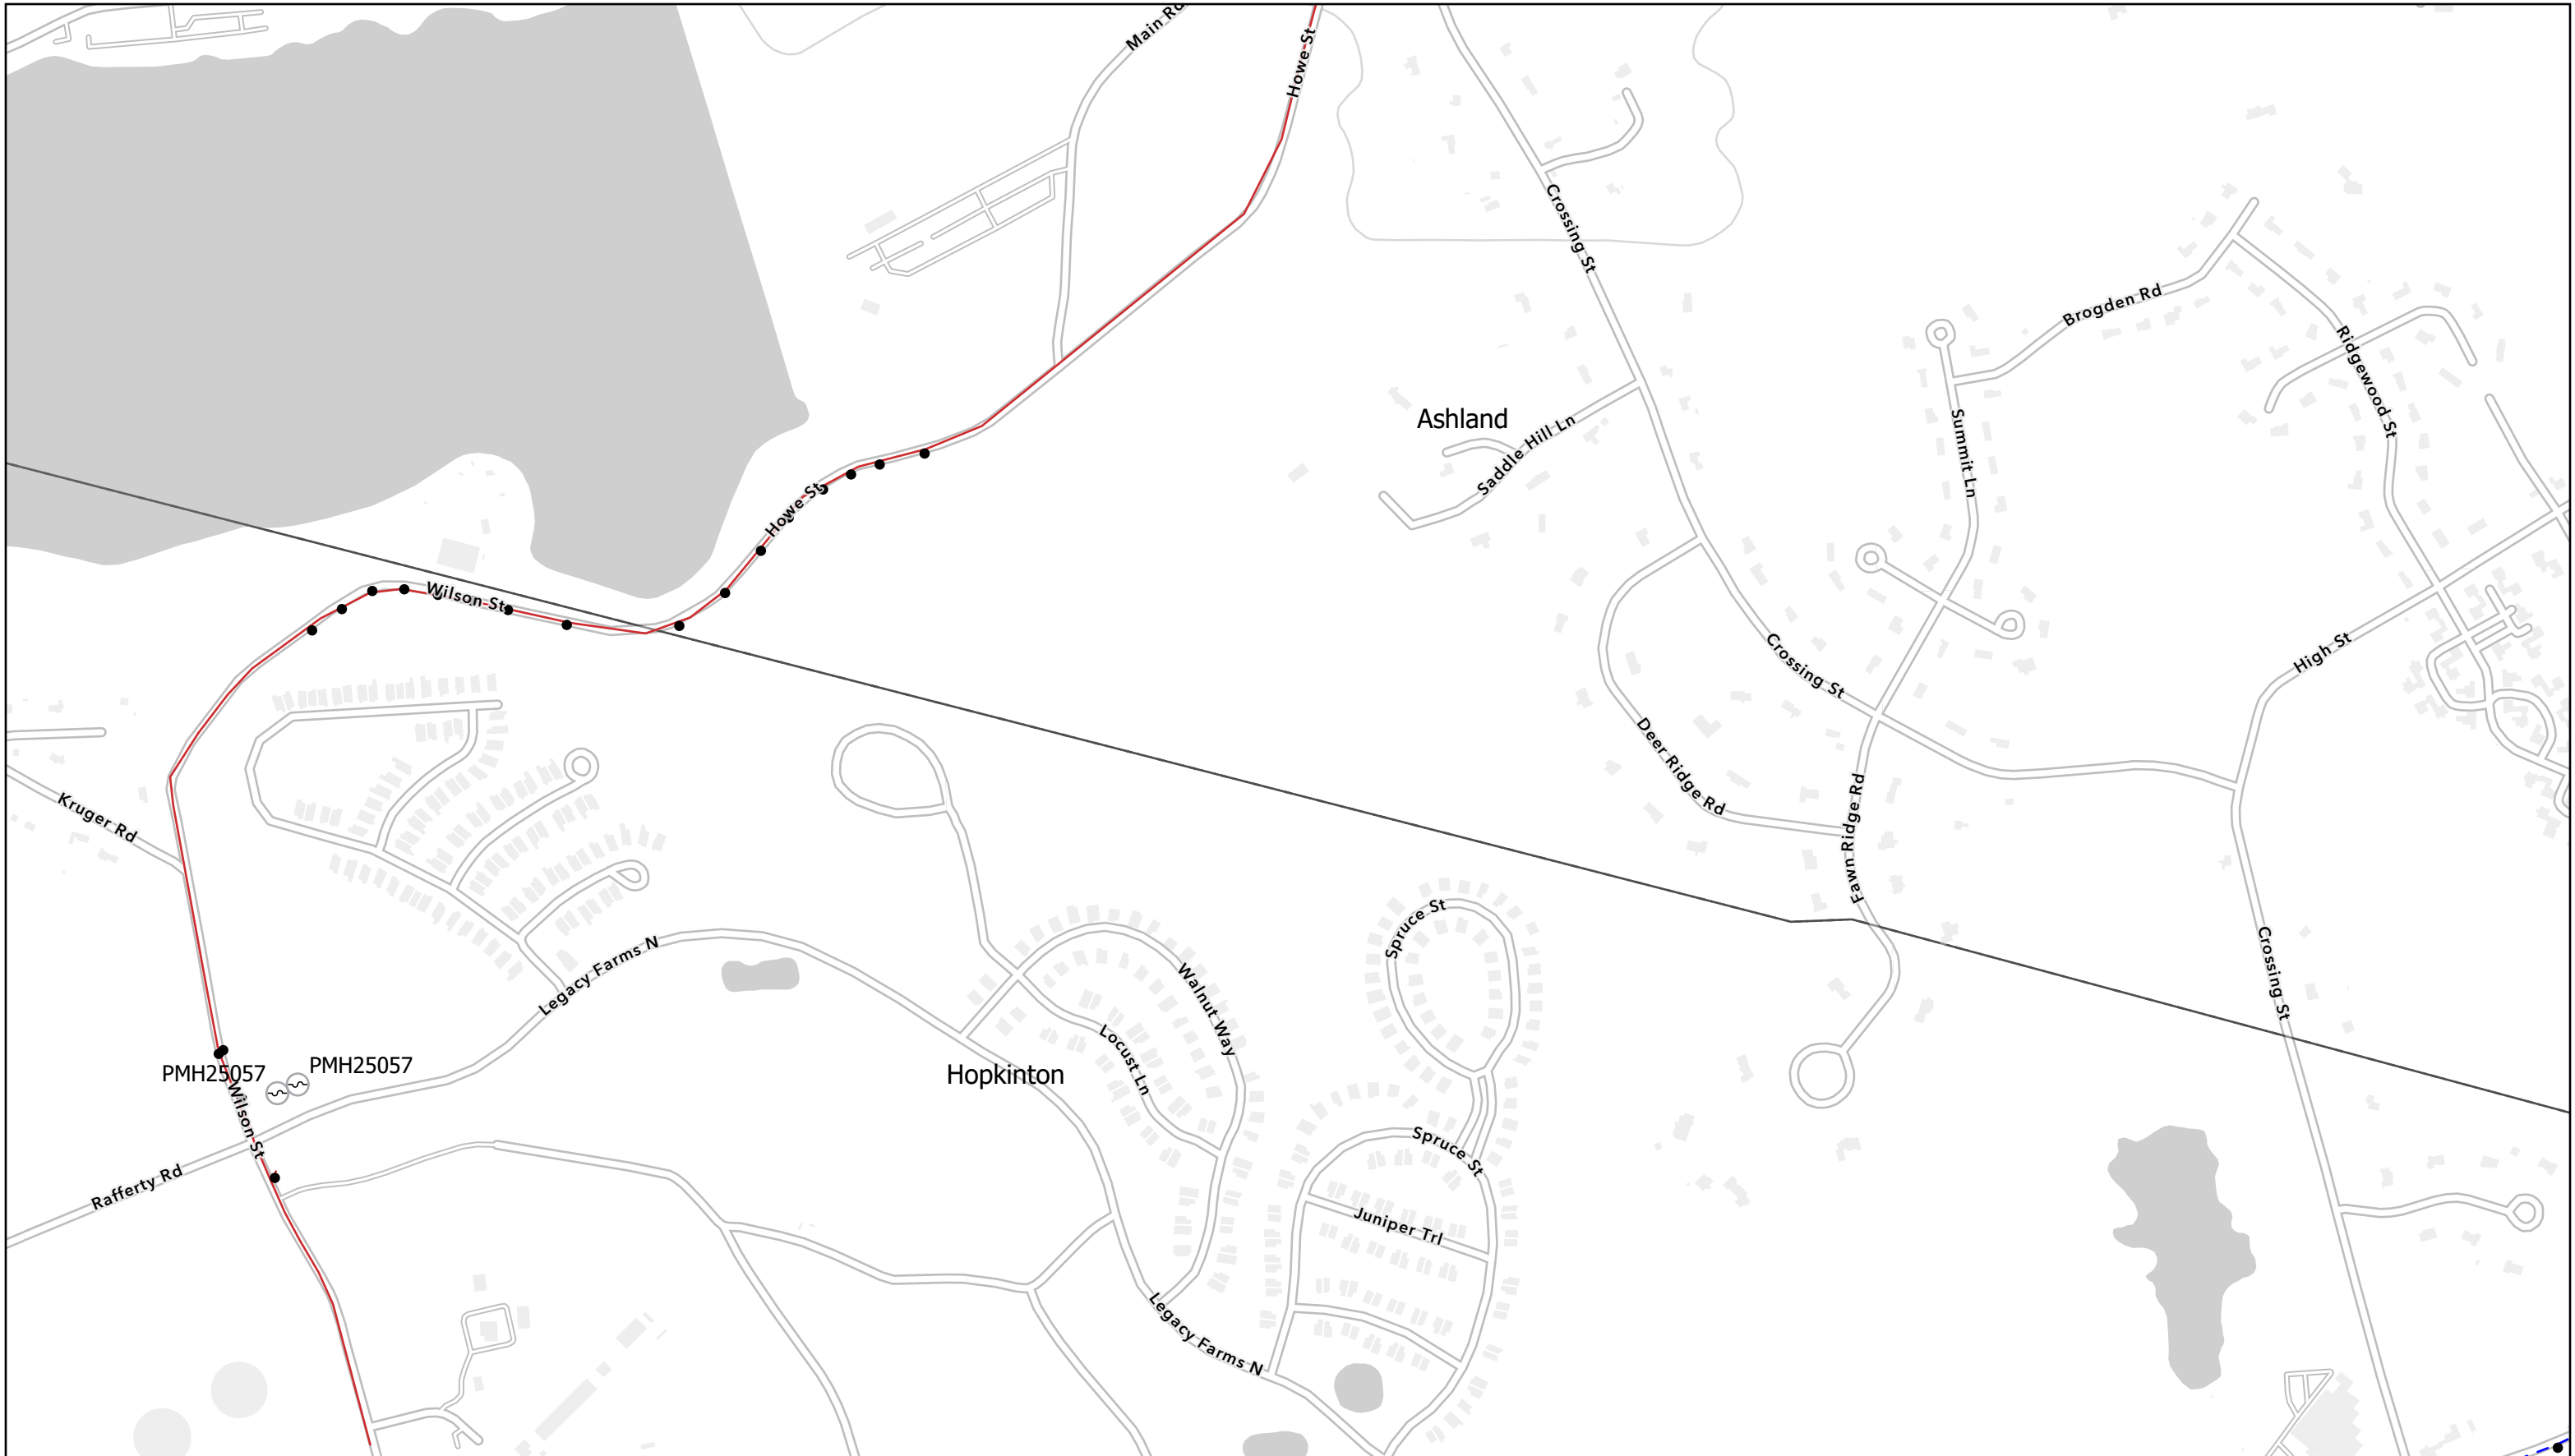 Main Rd
Howe St
Crossing St
Brogden Rd
Ridgewood St
Ashland
Saddle Hill Ln
Summit Ln
Howe St
Wilson St
Crossing St
High St
Deer Ridge Rd
Kruger Rd
Fawn Ridge Rd
Spruce St
Legacy Farms N
Walnut Way
Crossing St
Locust Ln
PMH25057
PMH25057
Hopkinton
Wilson St
Spruce St
Rafferty Rd
Juniper Trl
Legacy Farms N